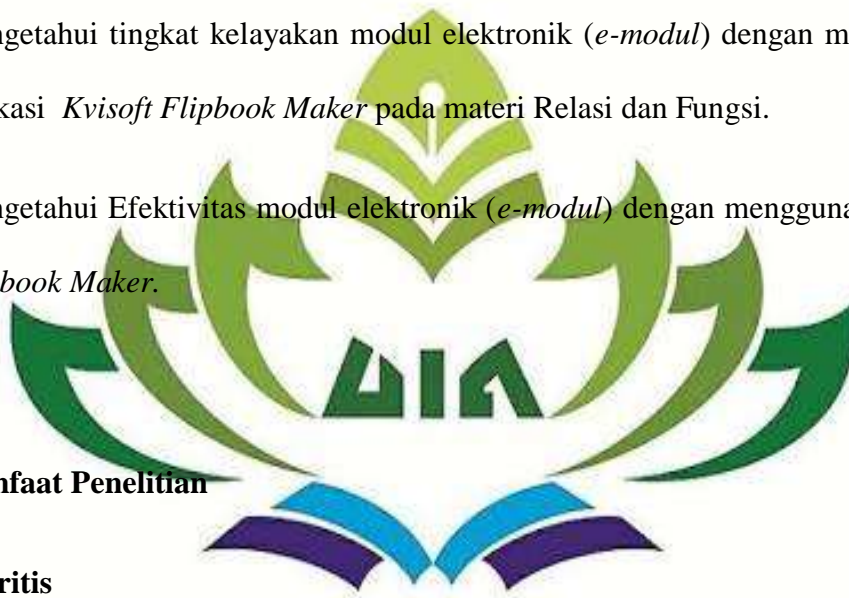 ngetahui tingkat kelayakan modul elektronik (e-modul) dengan m
kasi Kvisoft Flipbook Maker pada materi Relasi dan Fungsi.
ngetahui Efektivitas modul elektronik (e-modul) dengan mengguna
book Maker.
UIN
nfaat Penelitian
ritis